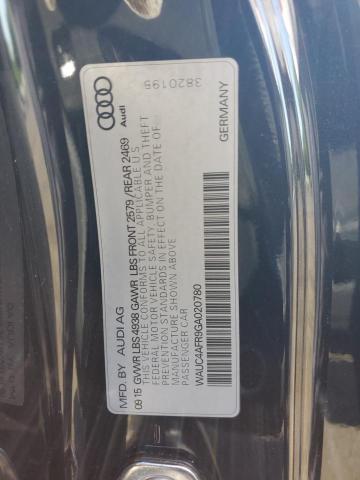 Audi
3820195
MFD. BY AUDI AG
09.15 GVWR LBS 4938 GAWR LBS FRONT 2579 / REAR 2469
THIS VEHICLE CONFORMS TO ALL APPLICABLE U S
FEDERAL MOTOR VEHICLE SAFETY, BUMPER AND THEFT
PREVENTION STANDARDS IN EFFECT ON THE DATE OF
MANUFACTURE SHOWN ABOVE.
PASSENGER CAR
WAUC4AFR9GA020780
GERMANY